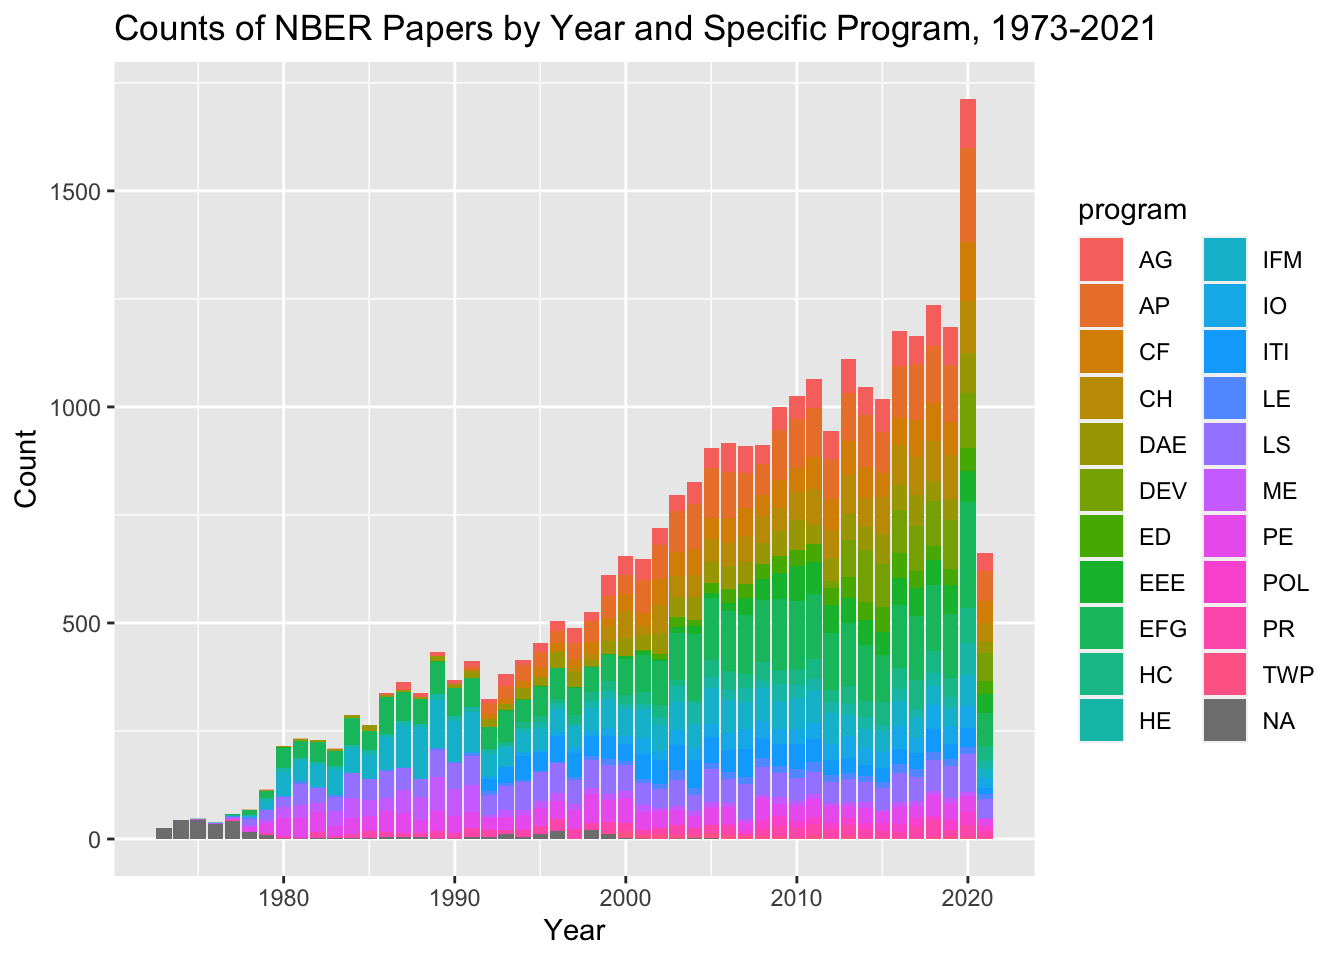 Counts of NBER Papers by Year and Specific Program, 1973-2021
1500
1000
500
0
Count
1980
1990
2000
2010
2020
Year
program
AG
AP
CF
CH
DAE
DEV
ED
EEE
EFG
HC
HE
IFM
IO
ITI
LE
LS
ME
PE
POL
PR
TWP
NA